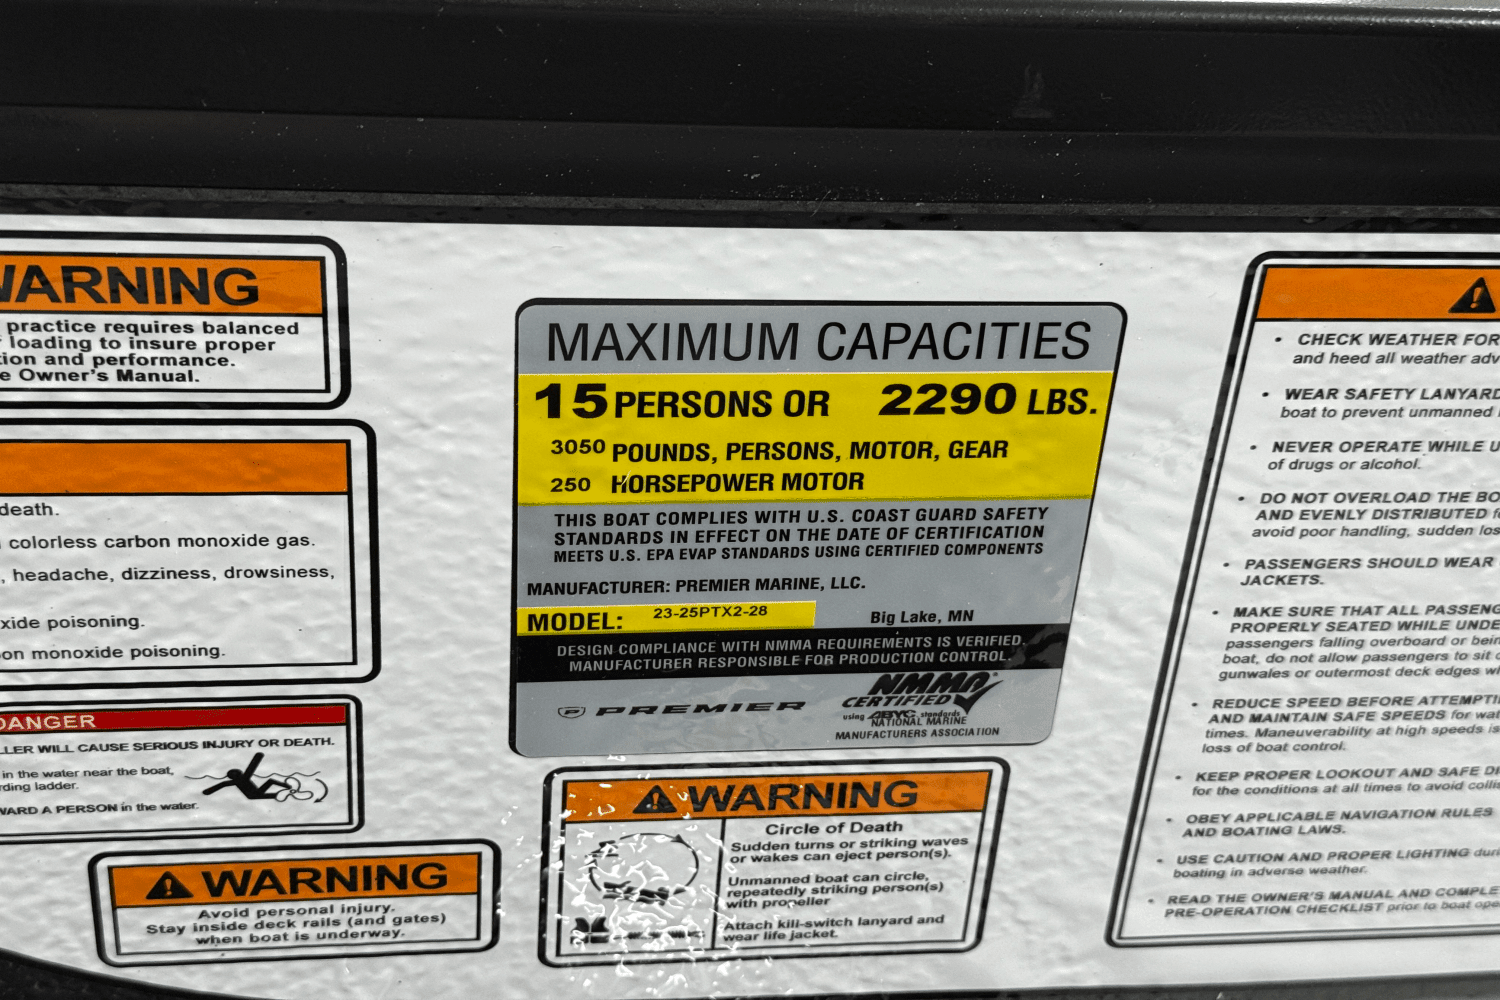 WARNING
practice requires balanced
loading to insure proper
and performance.
Owner's Manual.
death.
colorless carbon monoxide gas.
, headache, dizziness, drowsiness,
poisoning.
monoxide poisoning.
DANGER
WILL CAUSE SERIOUS INJURY OR DEATH.
in the water near the boat,
ladder.
A PERSON in the water.
WARNING
Avoid personal injury.
Stay inside deck rails (and gates)
when boat is underway.
MAXIMUM CAPACITIES
15 PERSONS OR 2290 LBS.
3050 POUNDS, PERSONS, MOTOR, GEAR
250 HORSEPOWER MOTOR
THIS BOAT COMPLIES WITH U.S. COAST GUARD SAFETY
STANDARDS IN EFFECT ON THE DATE OF CERTIFICATION
MEETS U.S. EPA EVAP STANDARDS USING CERTIFIED COMPONENTS
MANUFACTURER: PREMIER MARINE, LLC.
MODEL: 23-25PTX2-28 Big Lake, MN
DESIGN COMPLIANCE WITH NMMA REQUIREMENTS IS VERIFIED.
MANUFACTURER RESPONSIBLE FOR PRODUCTION CONTROL.
PREMIER
NMMA®
CERTIFIED
using ABYC standards
NATIONAL MARINE
MANUFACTURERS ASSOCIATION
WARNING
Circle of Death
Sudden turns or striking waves
or wakes can eject person(s).
Unmanned boat can circle,
repeatedly striking person(s)
with propeller
Attach kill-switch lanyard and
wear life jacket.
• CHECK WEATHER
and heed all weather
• WEAR SAFETY LANYARD
boat to prevent unmanned
• NEVER OPERATE WHILE
of drugs or alcohol.
• DO NOT OVERLOAD THE
AND EVENLY DISTRIBUTED
avoid poor handling, sudden
• PASSENGERS SHOULD WEAR
JACKETS.
• MAKE SURE THAT ALL
PROPERLY SEATED WHILE
passengers falling overboard or
boat, do not allow passengers to sit
gunwales or outermost deck edges
• REDUCE SPEED BEFORE
AND MAINTAIN SAFE SPEEDS for
times. Maneuverability at high speeds is
loss of boat control.
• KEEP PROPER LOOKOUT AND SAFE
for the conditions at all times to avoid
• OBEY APPLICABLE NAVIGATION RULES
AND BOATING LAWS.
• USE CAUTION AND PROPER LIGHTING
boating in adverse weather.
• READ THE OWNER'S MANUAL AND
PRE-OPERATION CHECKLIST prior to boat